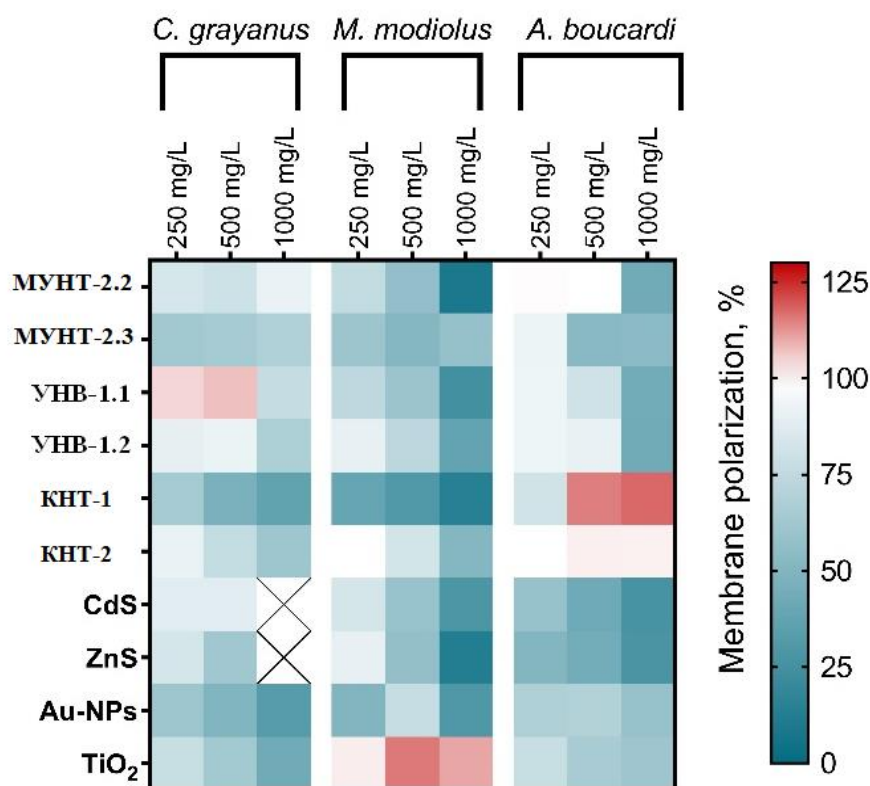 C. grayanus M. modiolus A. boucardi
250 mg/L 500 mg/L 1000 mg/L 250 mg/L 500 mg/L 1000 mg/L 250 mg/L 500 mg/L 1000 mg/L
МУНТ-2.2
МУНТ-2.3
УНВ-1.1
УНВ-1.2
КНТ-1
КНТ-2
CdS
ZnS
Au-NPs
TiO₂
Membrane polarization, %
125
100
75
50
25
0